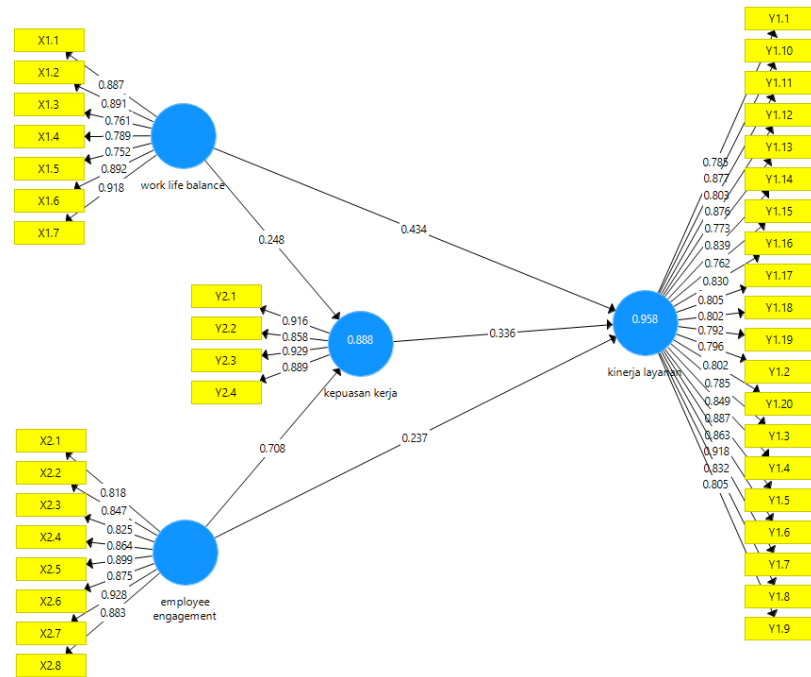 X1.1
X1.2
X1.3
X1.4
X1.5
X1.6
X1.7
0.887
0.891
0.761
0.789
0.752
0.892
0.918
work life balance
0.248
0.434
Y2.1
Y2.2
Y2.3
Y2.4
0.916
0.858
0.929
0.889
0.888
kepuasan kerja
0.336
0.708
0.237
X2.1
X2.2
X2.3
X2.4
X2.5
X2.6
X2.7
X2.8
0.818
0.847
0.825
0.864
0.899
0.875
0.928
0.883
employee
engagement
0.958
kinerja layanan
0.785
0.877
0.803
0.876
0.773
0.839
0.762
0.830
0.805
0.802
0.792
0.796
0.802
0.785
0.849
0.887
0.863
0.918
0.832
0.805
Y1.1
Y1.10
Y1.11
Y1.12
Y1.13
Y1.14
Y1.15
Y1.16
Y1.17
Y1.18
Y1.19
Y1.2
Y1.20
Y1.3
Y1.4
Y1.5
Y1.6
Y1.7
Y1.8
Y1.9